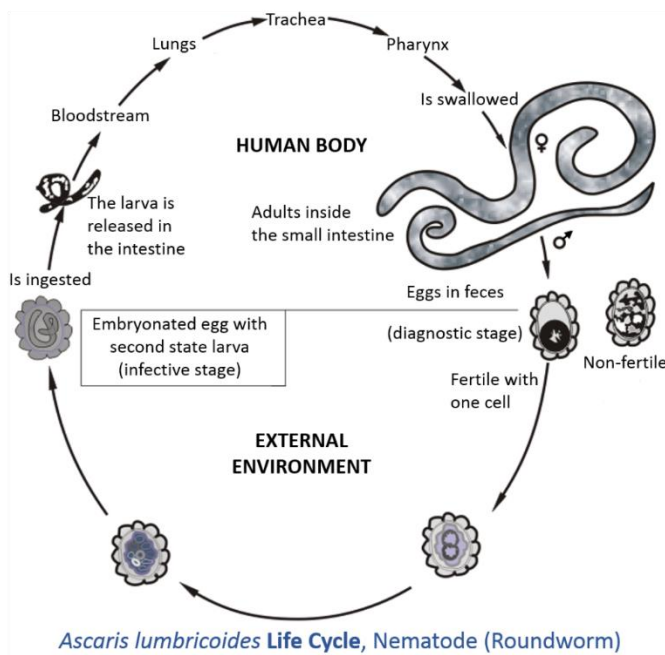 Trachea
Lungs
Pharynx
Is swallowed
Bloodstream
HUMAN BODY
♀
The larva is
released in
the intestine
Adults inside
the small intestine
♂
Is ingested
Eggs in feces
Embryonated egg with
second state larva
(infective stage)
(diagnostic stage)
Non-fertile
Fertile with
one cell
EXTERNAL
ENVIRONMENT
Ascaris lumbricoides Life Cycle, Nematode (Roundworm)